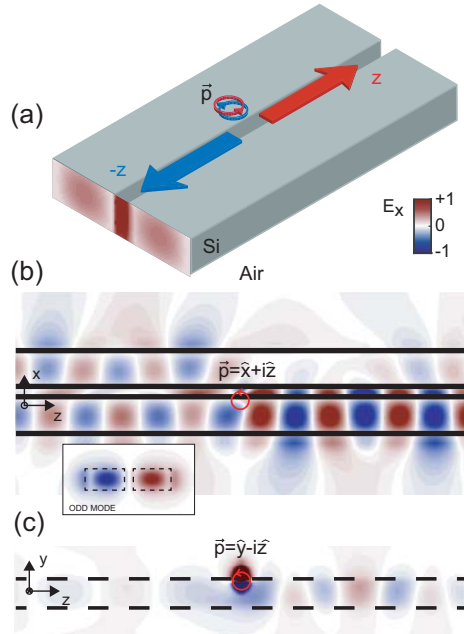 (a)
p⃗
z
-z
E_x
+1
0
-1
Si
Air
(b)
p⃗=x̂+iẑ
x
z
ODD MODE
(c)
p⃗=ŷ-iẑ
y
z